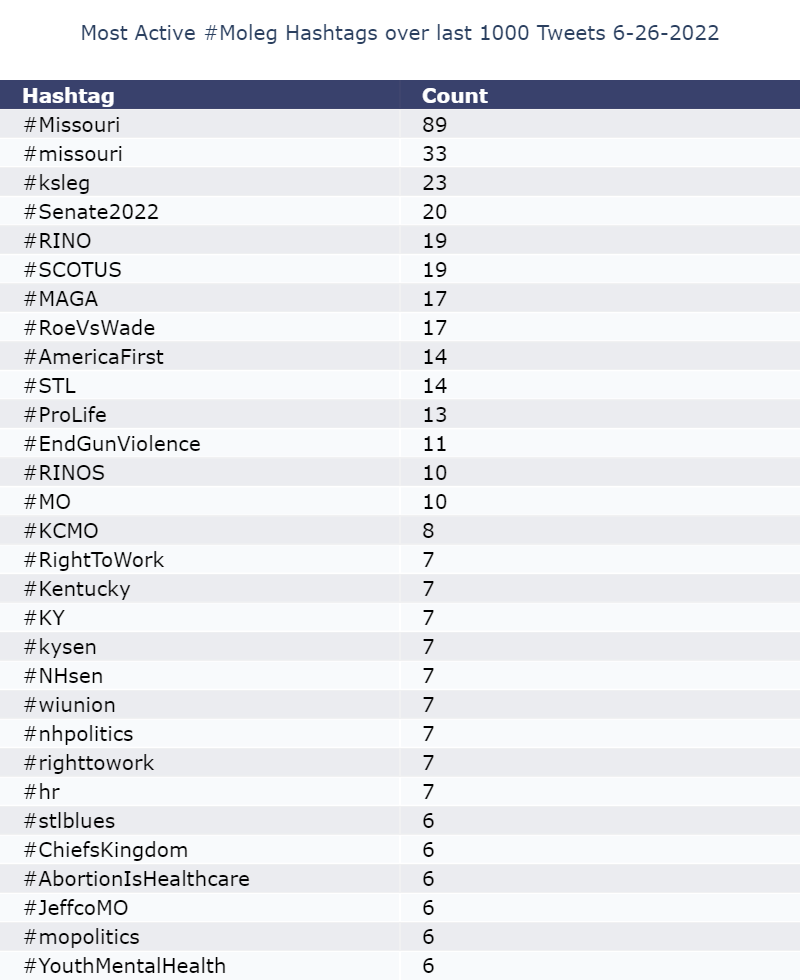 Most Active #Moleg Hashtags over last 1000 Tweets 6-26-2022
Hashtag Count
#Missouri 89
#missouri 33
#ksleg 23
#Senate2022 20
#RINO 19
#SCOTUS 19
#MAGA 17
#RoeVsWade 17
#AmericaFirst 14
#STL 14
#ProLife 13
#EndGunViolence 11
#RINOS 10
#MO 10
#KCMO 8
#RightToWork 7
#Kentucky 7
#KY 7
#kysen 7
#NHsen 7
#wiunion 7
#nhpolitics 7
#righttowork 7
#hr 7
#stlblues 6
#ChiefsKingdom 6
#AbortionIsHealthcare 6
#JeffcoMO 6
#mopolitics 6
#YouthMentalHealth 6